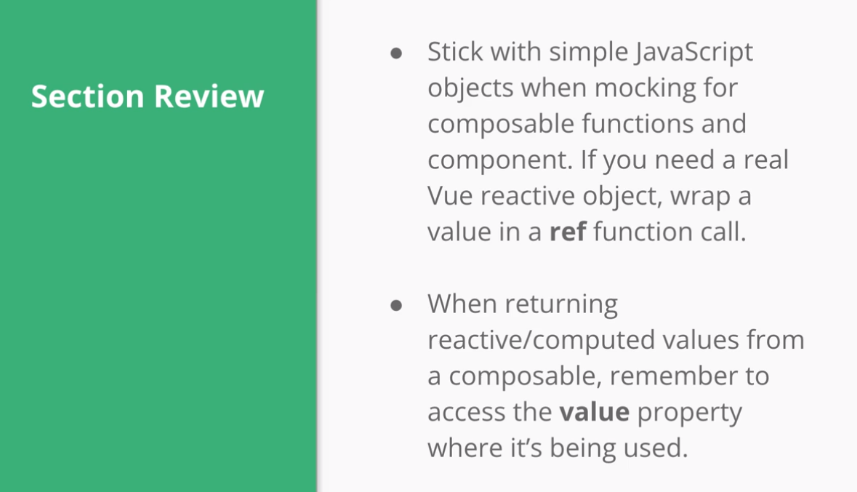 Section Review
● Stick with simple JavaScript
objects when mocking for
composable functions and
component. If you need a real
Vue reactive object, wrap a
value in a ref function call.
● When returning
reactive/computed values from
a composable, remember to
access the value property
where it’s being used.